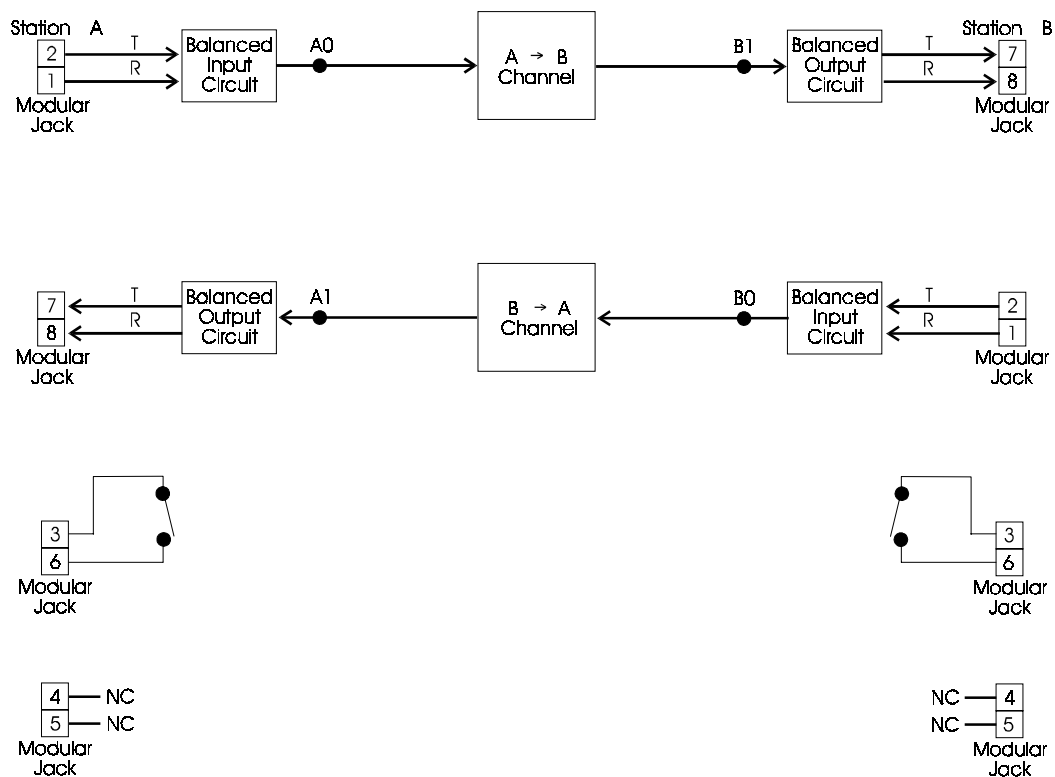 Station A
Station B
2
T
Balanced
Input
Circuit
A0
A → B
Channel
B1
Balanced
Output
Circuit
T
7
1
R
R
8
Modular
Jack
Modular
Jack
7
T
Balanced
Output
Circuit
A1
B → A
Channel
B0
Balanced
Input
Circuit
T
2
8
R
R
1
Modular
Jack
Modular
Jack
3
6
Modular
Jack
3
6
Modular
Jack
4 NC
5 NC
Modular
Jack
NC 4
NC 5
Modular
Jack